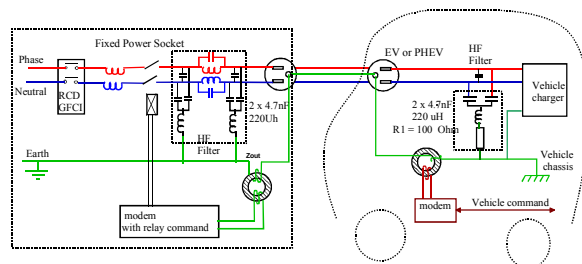 Fixed Power Socket
Phase
Neutral
RCD
GFCI
2 x 4.7nF
220Uh
HF
Filter
Earth
Zout
modem
with relay command
EV or PHEV
HF
Filter
2 x 4.7nF
220 uH
R1 = 100 Ohm
Vehicle
charger
Vehicle
chassis
modem
Vehicle command